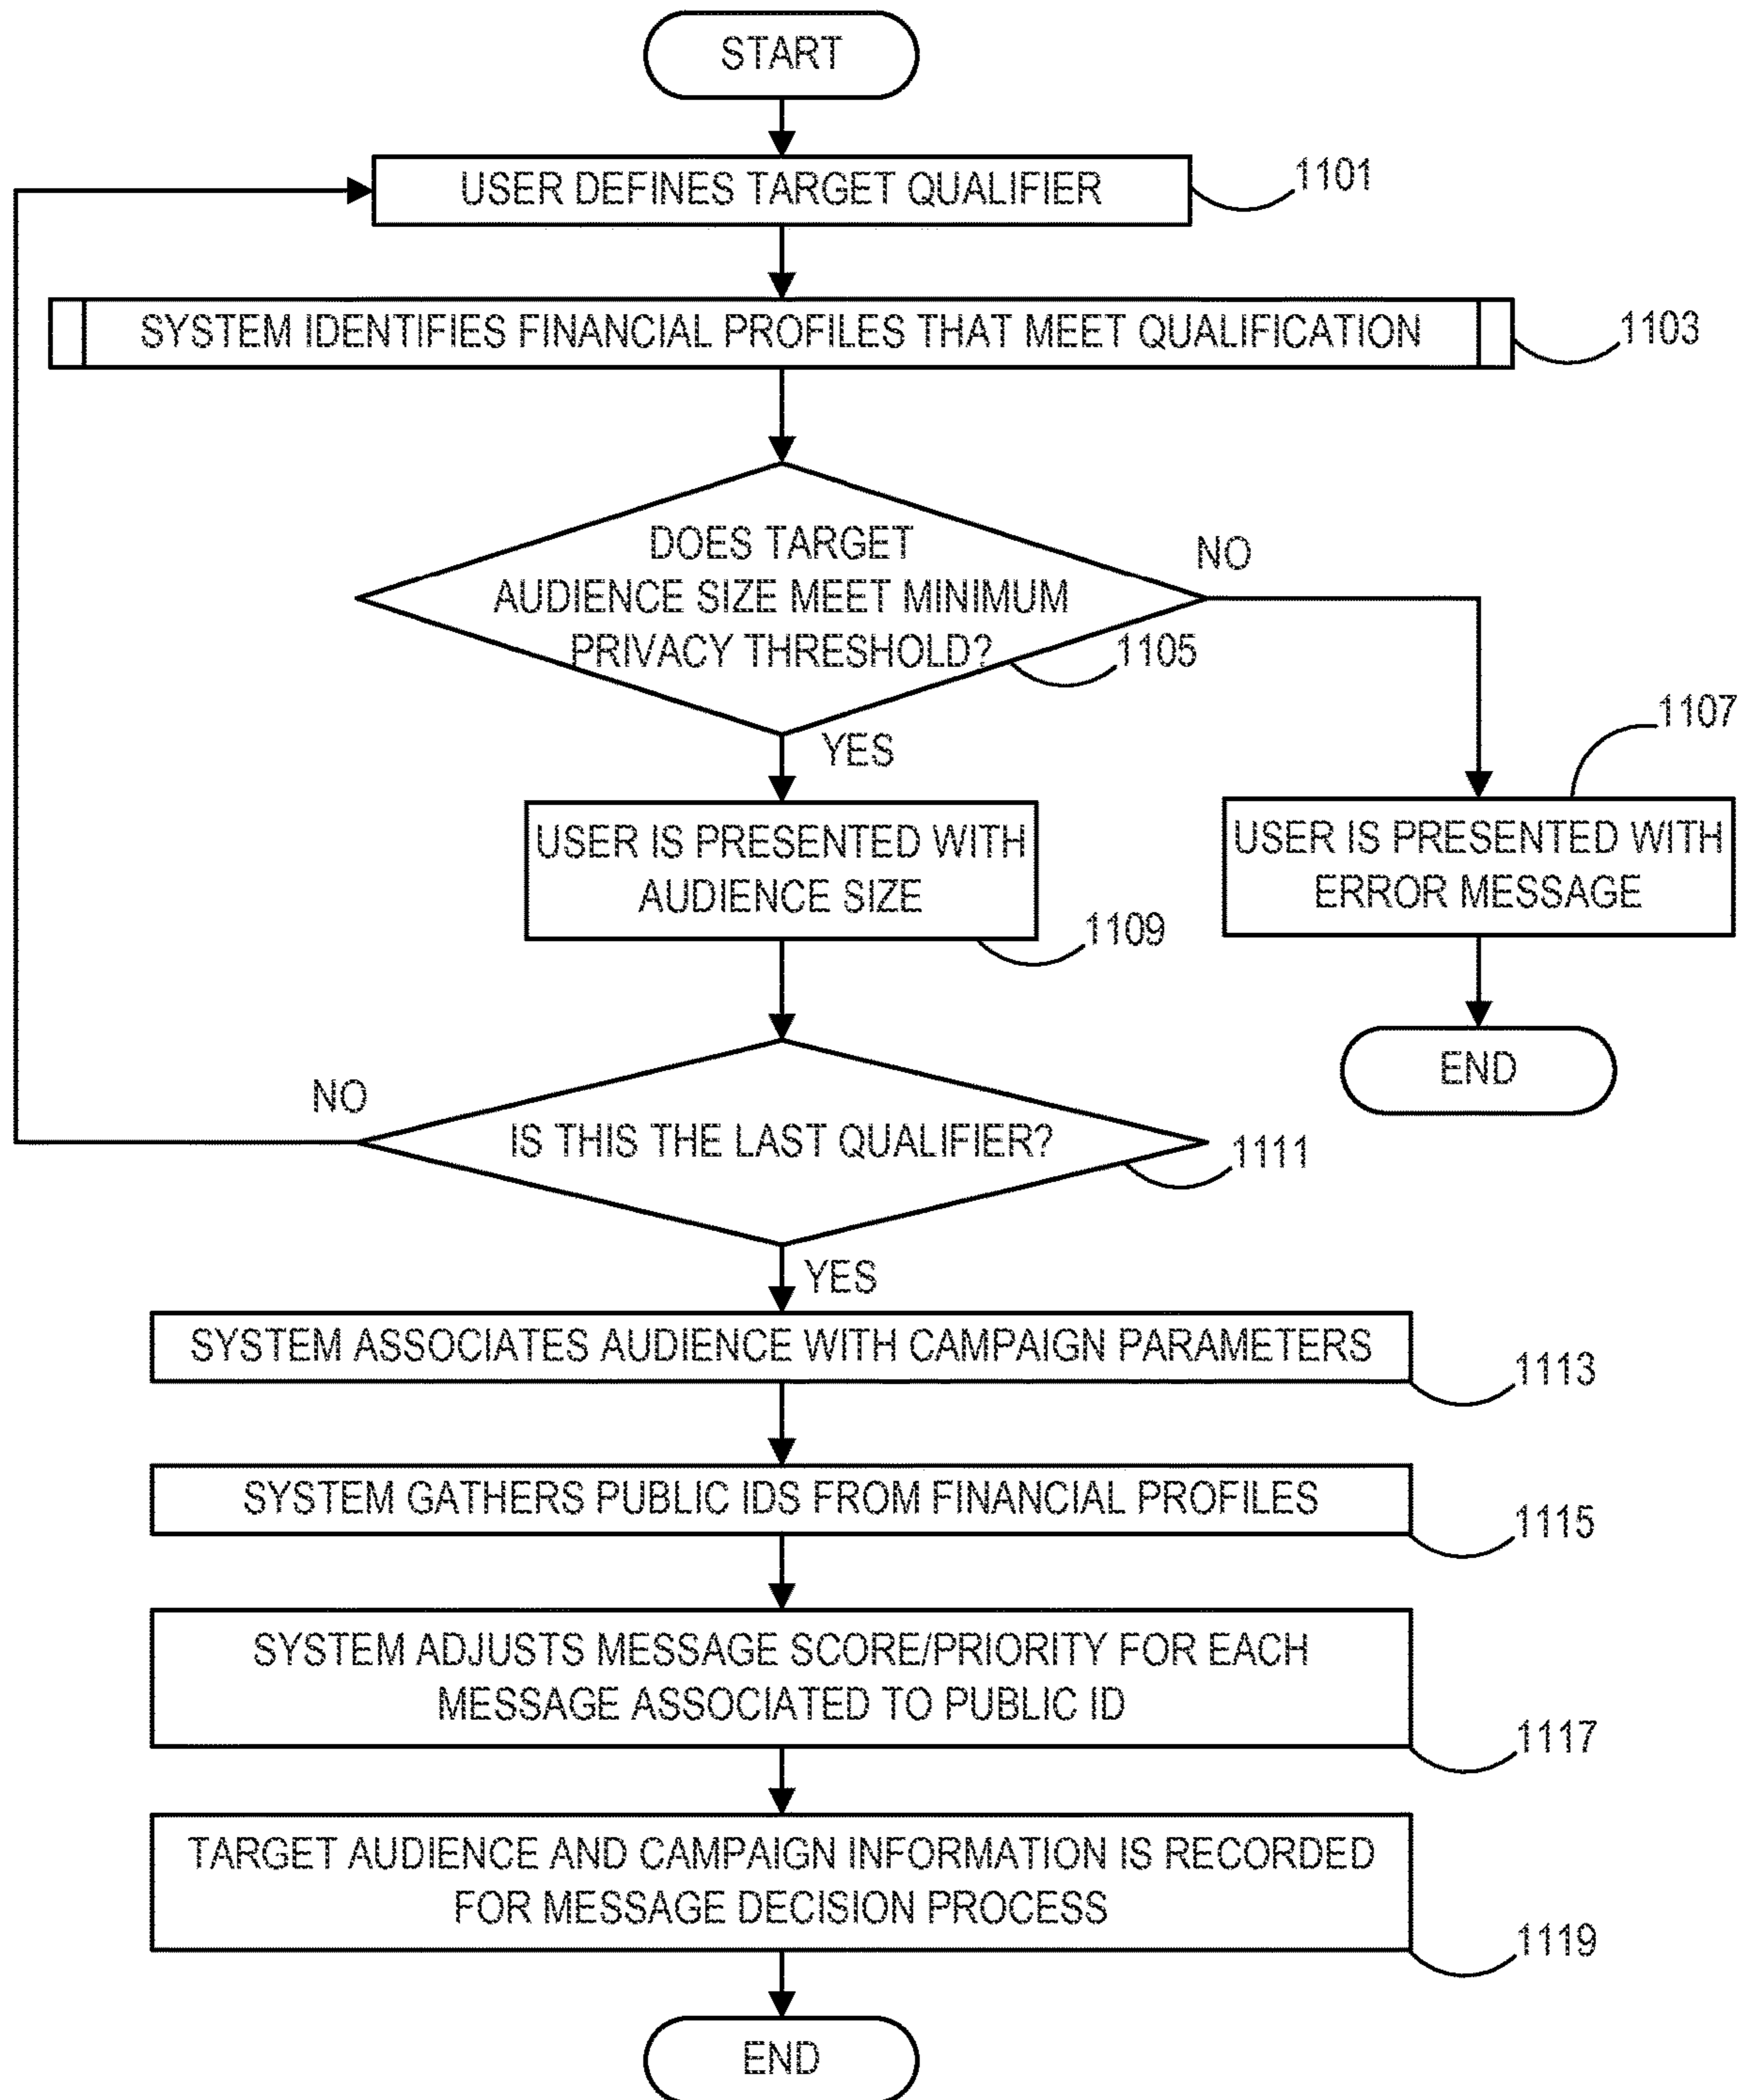 START
USER DEFINES TARGET QUALIFIER
1101
SYSTEM IDENTIFIES FINANCIAL PROFILES THAT MEET QUALIFICATION
1103
DOES TARGET
AUDIENCE SIZE MEET MINIMUM
PRIVACY THRESHOLD?
1105
NO
YES
1107
USER IS PRESENTED WITH
ERROR MESSAGE
END
USER IS PRESENTED WITH
AUDIENCE SIZE
1109
NO
IS THIS THE LAST QUALIFIER?
1111
YES
SYSTEM ASSOCIATES AUDIENCE WITH CAMPAIGN PARAMETERS
1113
SYSTEM GATHERS PUBLIC IDS FROM FINANCIAL PROFILES
1115
SYSTEM ADJUSTS MESSAGE SCORE/PRIORITY FOR EACH
MESSAGE ASSOCIATED TO PUBLIC ID
1117
TARGET AUDIENCE AND CAMPAIGN INFORMATION IS RECORDED
FOR MESSAGE DECISION PROCESS
1119
END